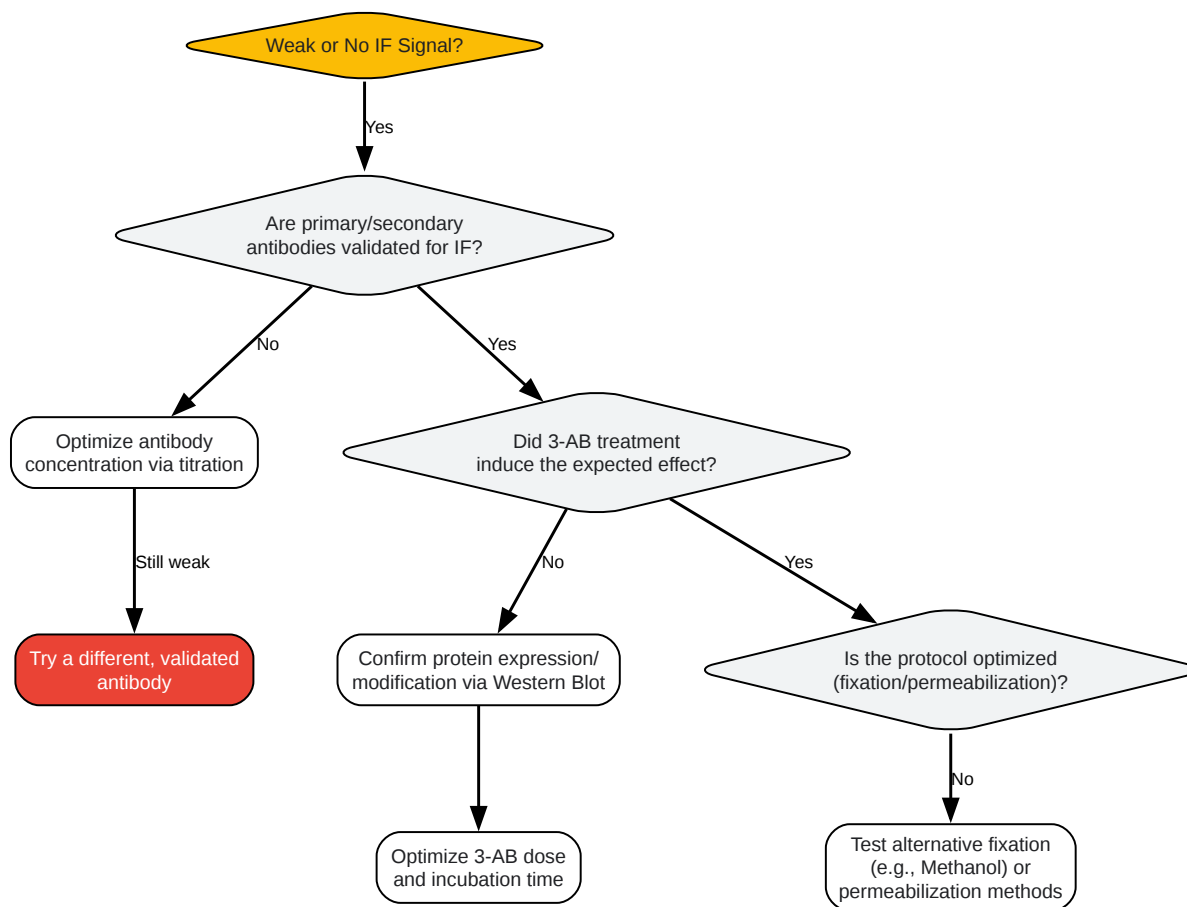 Weak or No IF Signal?
Yes
Are primary/secondary
antibodies validated for IF?
No
Yes
Optimize antibody
concentration via titration
Did 3-AB treatment
induce the expected effect?
Still weak
No
Yes
Try a different, validated
antibody
Confirm protein expression/
modification via Western Blot
Is the protocol optimized
(fixation/permeabilization)?
No
Optimize 3-AB dose
and incubation time
Test alternative fixation
(e.g., Methanol) or
permeabilization methods